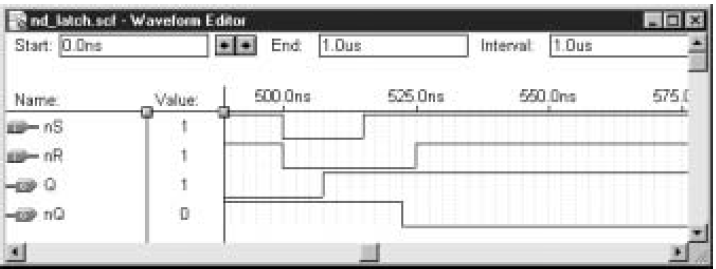 nd_latch.scf - Waveform Editor
Start: 0.0ns End: 1.0us Interval: 1.0us
Name: Value: 500.0ns 525.0ns 550.0ns 575.0
nS 1
nR 1
Q 1
nQ 0